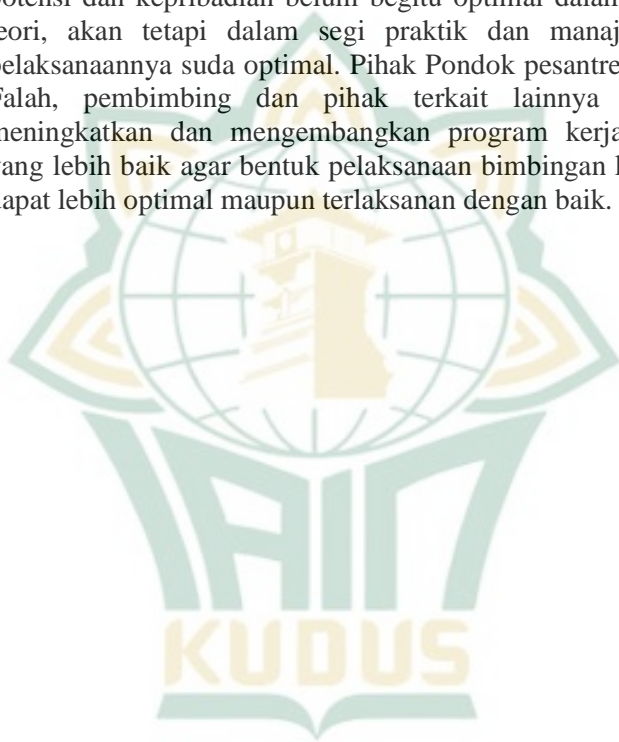 potensi dan kepribadian belum begitu optimal dalam
teori, akan tetapi dalam segi praktik dan manaj
pelaksanaannya suda optimal. Pihak Pondok pesantre
Falah, pembimbing dan pihak terkait lainnya
meningkatkan dan mengembangkan program kerja
yang lebih baik agar bentuk pelaksanaan bimbingan
dapat lebih optimal maupun terlaksanan dengan baik.
IAIN
KUDUS